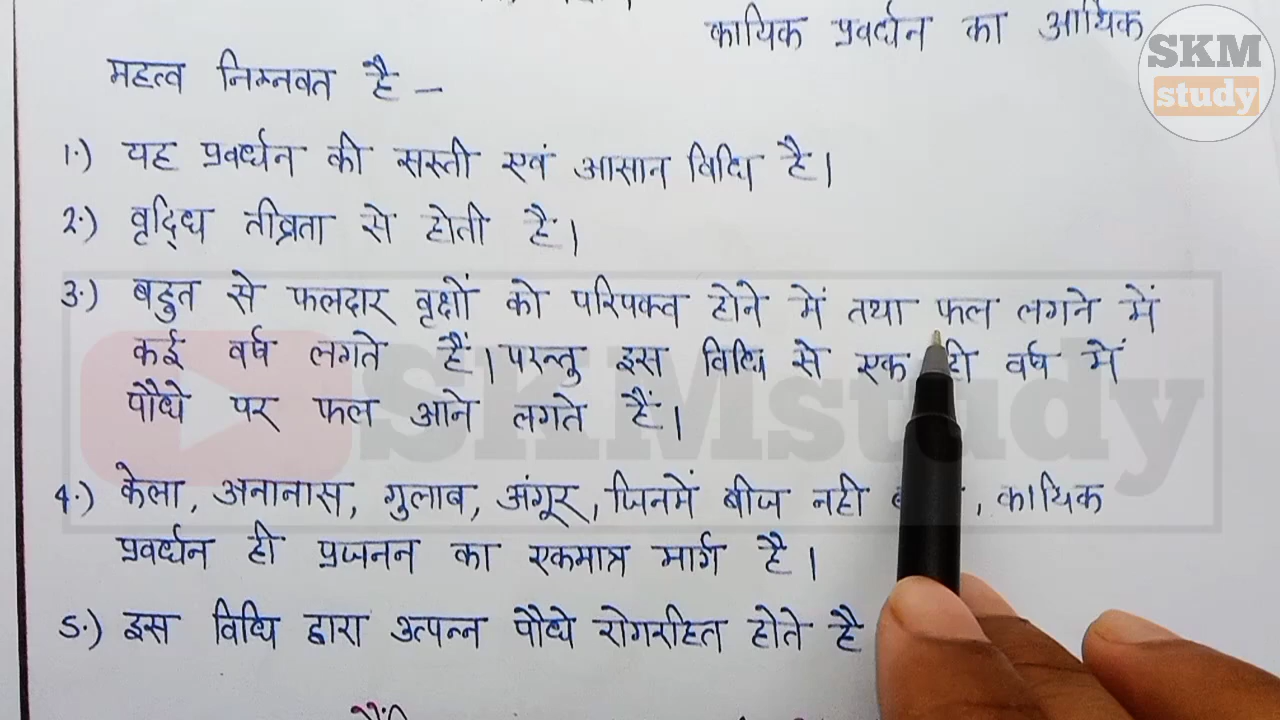 कायिक प्रवर्धन का आर्थिक
SKM
study
महत्व निम्नवत है –
1.) यह प्रवर्धन की सस्ती एवं आसान विधि है।
2.) वृद्धि तीव्रता से होती है।
3.) बहुत से फलदार वृक्षों को परिपक्व होने में तथा फल लगने में
कई वर्ष लगते हैं। परन्तु इस विधि से एक ही वर्ष में
पौधे पर फल आने लगते हैं।
SKMstudy
4.) केला, अनानास, गुलाब, अंगूर, जिनमें बीज नही , कायिक
प्रवर्धन ही प्रजनन का एकमात्र मार्ग है।
5.) इस विधि द्वारा उत्पन्न पौधे रोगरहित होते है